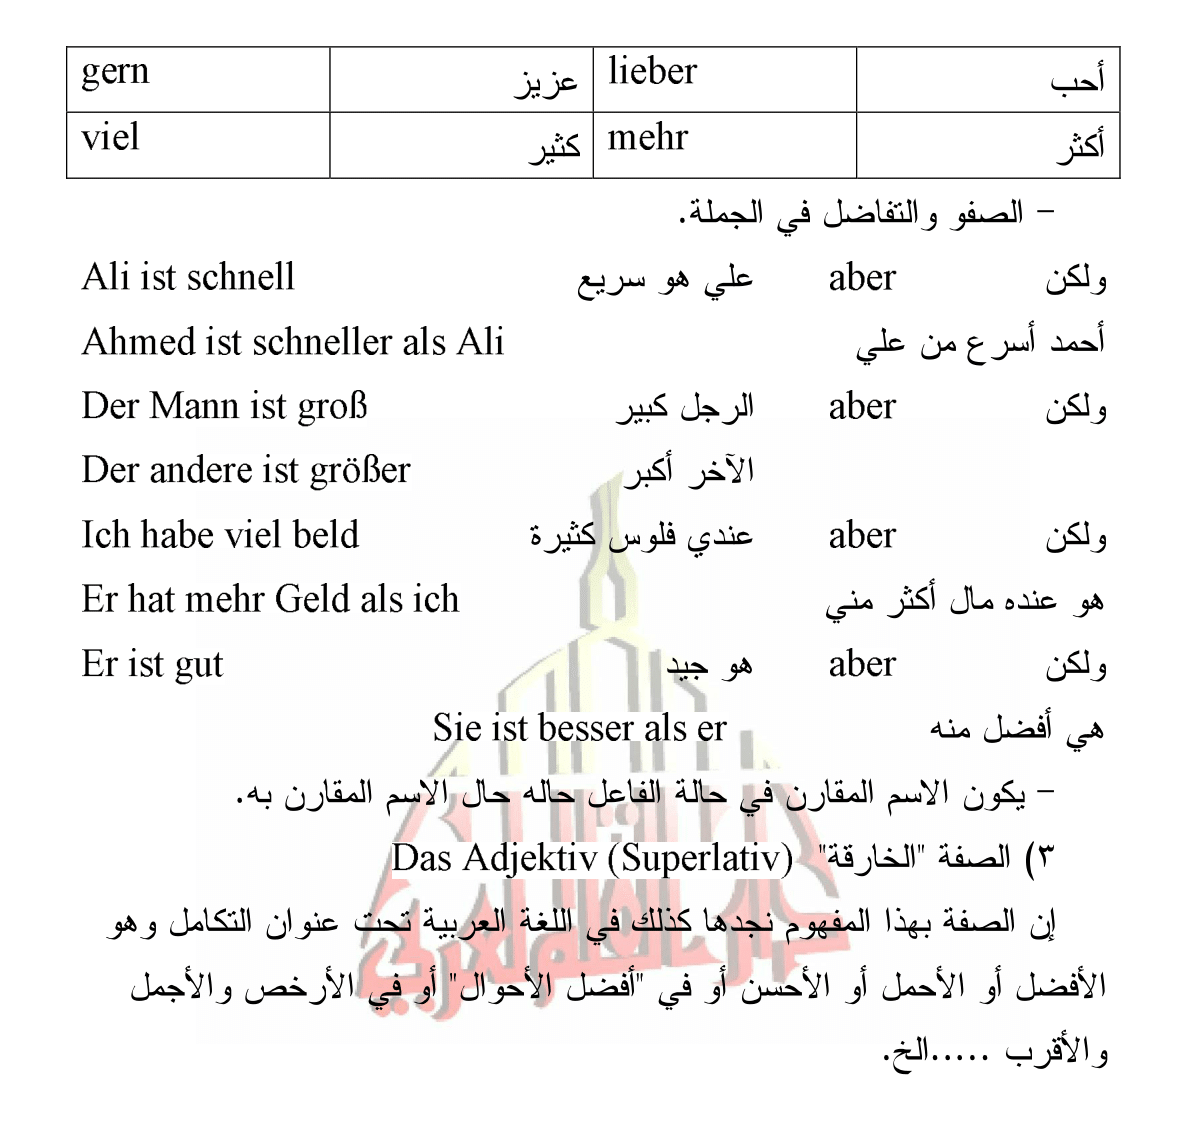 gern عزيز lieber أحب
viel كثير mehr أكثر
- الصفو والتفاضل في الجملة.
Ali ist schnell علي هو سريع aber ولكن
Ahmed ist schneller als Ali أحمد أسرع من علي
Der Mann ist groß الرجل كبير aber ولكن
Der andere ist größer الآخر أكبر
Ich habe viel beld عندي فلوس كثيرة aber ولكن
Er hat mehr Geld als ich هو عنده مال أكثر مني
Er ist gut هو جيد aber ولكن
Sie ist besser als er هي أفضل منه
- يكون الاسم المقارن في حالة الفاعل حاله حال الاسم المقارن به.
٣) الصفة "الخارقة" Das Adjektiv (Superlativ)
إن الصفة بهذا المفهوم نجدها كذلك في اللغة العربية تحت عنوان التكامل وهو
الأفضل أو الأحمل أو الأحسن أو في "أفضل الأحوال" أو في الأرخص والأجمل
والأقرب .....الخ.